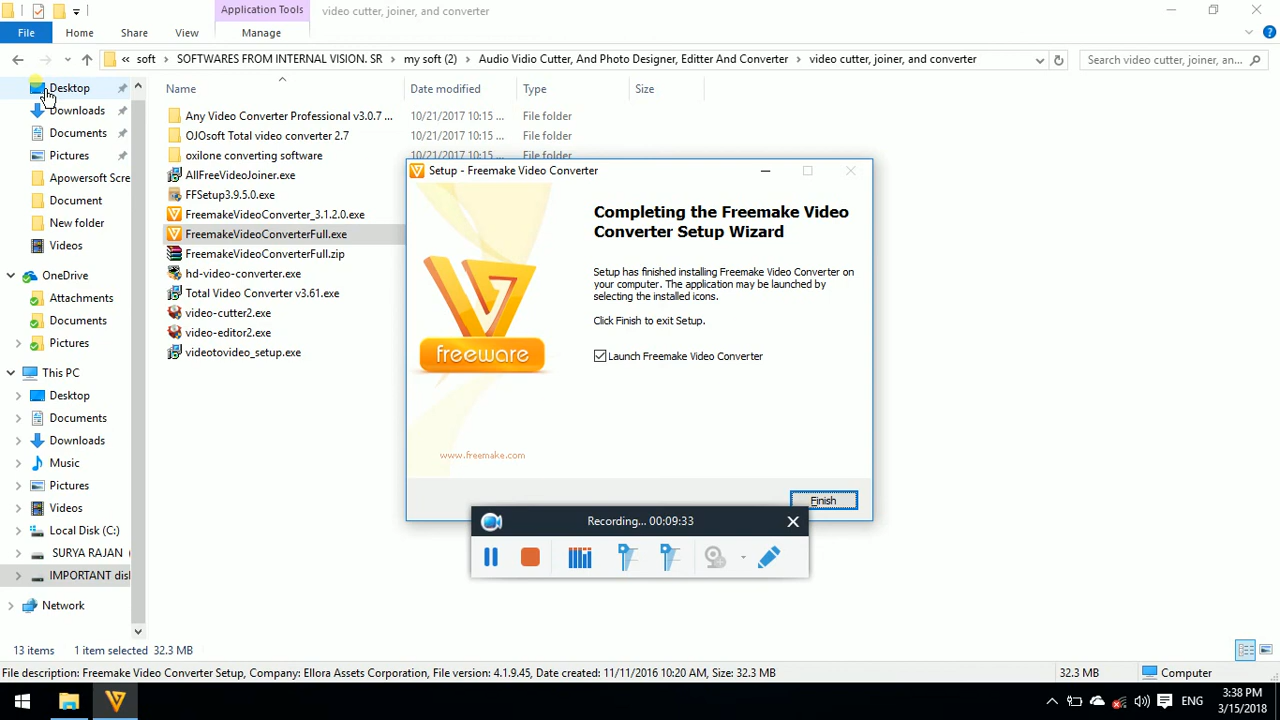 Application Tools
video cutter, joiner, and converter
File
Home
Share
View
Manage
« soft › SOFTWARES FROM INTERNAL VISION. SR › my soft (2) › Audio Vidio Cutter, And Photo Designer, Editter And Converter › video cutter, joiner, and converter
Search video cutter, joiner, an...
Desktop
Downloads
Documents
Pictures
Apowersoft Scre
Document
New folder
Videos
OneDrive
Attachments
Documents
Pictures
This PC
Desktop
Documents
Downloads
Music
Pictures
Videos
Local Disk (C:)
SURYA RAJAN (
IMPORTANT disl
Network
Name Date modified Type Size
Any Video Converter Professional v3.0.7 ... 10/21/2017 10:15 ... File folder
OJOsoft Total video converter 2.7 10/21/2017 10:15 ... File folder
oxilone converting software 10/21/2017 10:15 ... File folder
AllFreeVideoJoiner.exe
FFSetup3.9.5.0.exe
FreemakeVideoConverter_3.1.2.0.exe
FreemakeVideoConverterFull.exe
FreemakeVideoConverterFull.zip
hd-video-converter.exe
Total Video Converter v3.61.exe
video-cutter2.exe
video-editor2.exe
videotovideo_setup.exe
Setup - Freemake Video Converter
Completing the Freemake Video
Converter Setup Wizard
Setup has finished installing Freemake Video Converter on
your computer. The application may be launched by
selecting the installed icons.
Click Finish to exit Setup.
Launch Freemake Video Converter
freeware
www.freemake.com
Finish
Recording... 00:09:33
13 items 1 item selected 32.3 MB
File description: Freemake Video Converter Setup, Company: Ellora Assets Corporation, File version: 4.1.9.45, Date created: 11/11/2016 10:20 AM, Size: 32.3 MB
32.3 MB
Computer
ENG
3:38 PM
3/15/2018